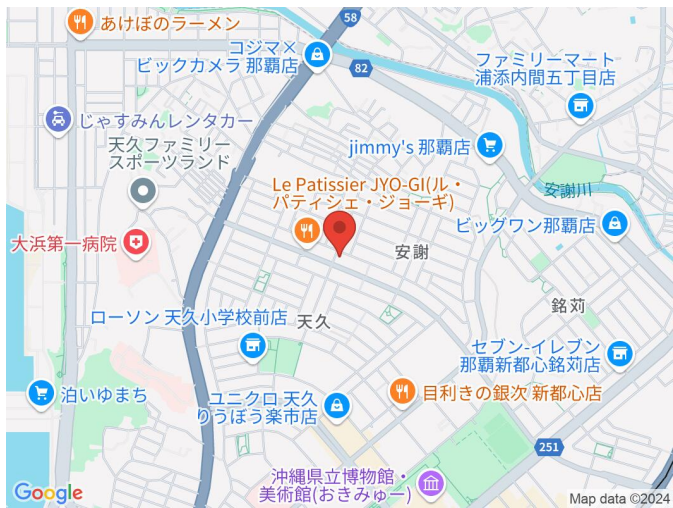 58
あけぼのラーメン
コジマ×
ビックカメラ 那覇店
82
ファミリーマート
浦添内間五丁目店
じゃすみんレンタカー
天久ファミリー
スポーツランド
jimmy's 那覇店
Le Patissier JYO-GI(ル・
パティシェ・ジョーギ)
安謝川
ビッグワン那覇店
大浜第一病院
安謝
銘苅
ローソン 天久小学校前店
天久
セブン-イレブン
那覇新都心銘苅店
泊いゆまち
ユニクロ 天久
りうぼう楽市店
目利きの銀次 新都心店
251
沖縄県立博物館・
美術館(おきみゅー)
Google
Map data ©2024